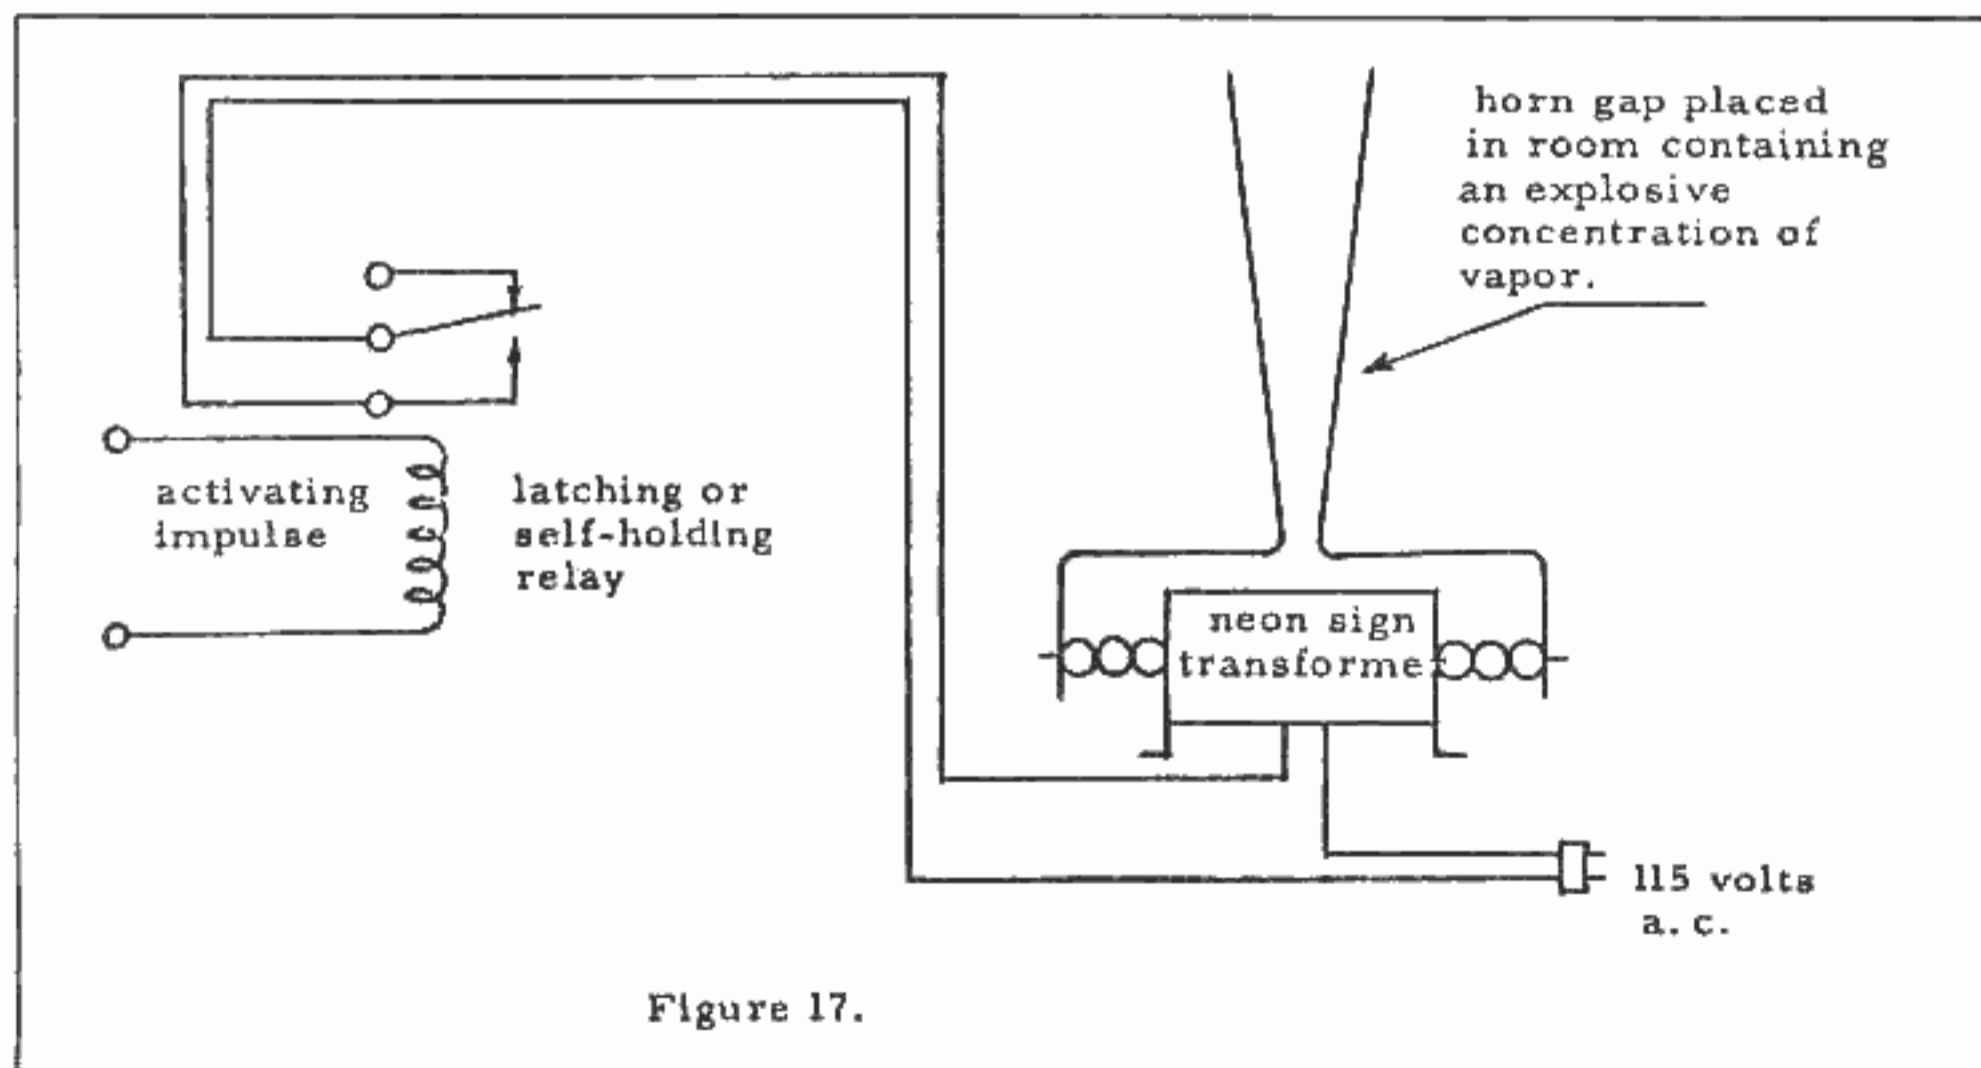 horn gap placed
in room containing
an explosive
concentration of
vapor.
activating
impulse
latching or
self-holding
relay
neon sign
transforme
115 volts
a. c.
Figure 17.